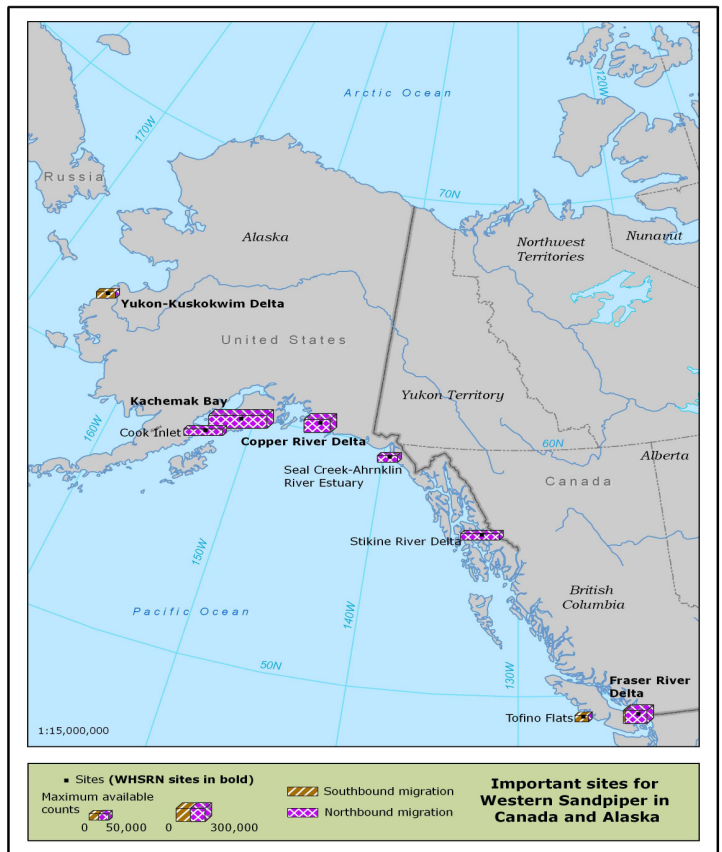 Arctic Ocean
170W
120W
Russia
70N
Alaska
Northwest
Territories
Nunavut
Yukon-Kuskokwim Delta
United States
Yukon Territory
Kachemak Bay
160W
Cook Inlet
Copper River Delta
60N
Alberta
Seal Creek-Ahrnklin
River Estuary
Canada
Stikine River Delta
150W
140W
British
Columbia
Pacific Ocean
50N
130W
Fraser River
Delta
Tofino Flats
1:15,000,000
Sites (WHSRN sites in bold)
Maximum available
counts
0 50,000
0 300,000
Southbound migration
Northbound migration
Important sites for
Western Sandpiper in
Canada and Alaska